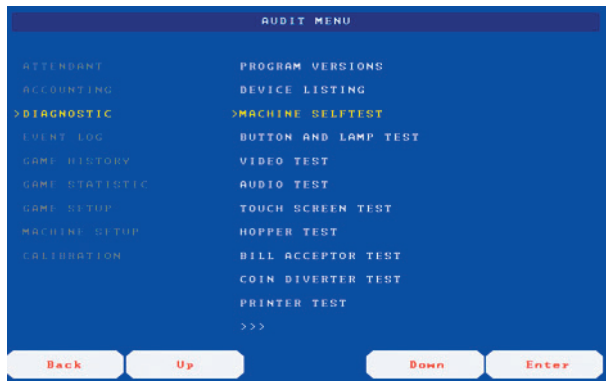 AUDIT MENU
ATTENDANT
ACCOUNTING
>DIAGNOSTIC
EVENT LOG
GAME HISTORY
GAME STATISTIC
GAME SETUP
MACHINE SETUP
CALIBRATION
PROGRAM VERSIONS
DEVICE LISTING
>MACHINE SELFTEST
BUTTON AND LAMP TEST
VIDEO TEST
AUDIO TEST
TOUCH SCREEN TEST
HOPPER TEST
BILL ACCEPTOR TEST
COIN DIVERTER TEST
PRINTER TEST
>>>
Back Up Down Enter